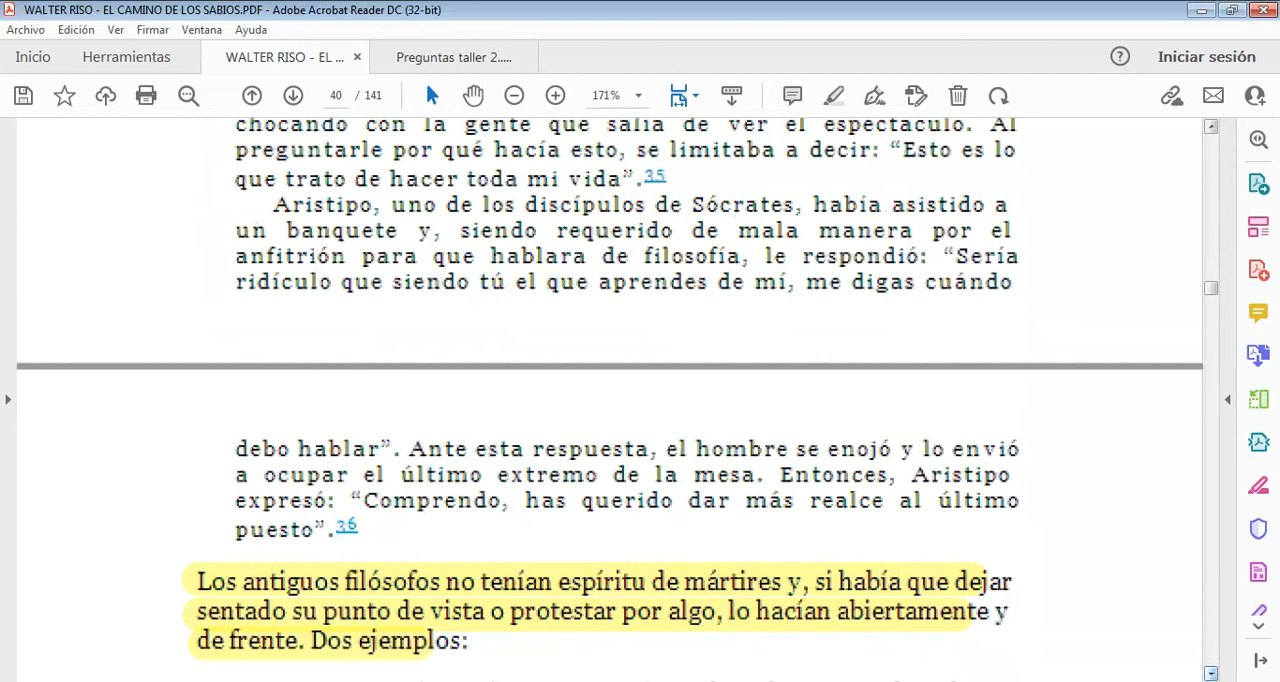 WALTER RISO - EL CAMINO DE LOS SABIOS.PDF - Adobe Acrobat Reader DC (32-bit)
Archivo Edición Ver Firmar Ventana Ayuda
Inicio Herramientas WALTER RISO - EL ... × Preguntas taller 2..... Iniciar sesión
40 / 141 171%
chocando con la gente que salía de ver el espectáculo. Al
preguntarle por qué hacía esto, se limitaba a decir: “Esto es lo
que trato de hacer toda mi vida”.35
Aristipo, uno de los discípulos de Sócrates, había asistido a
un banquete y, siendo requerido de mala manera por el
anfitrión para que hablara de filosofía, le respondió: “Sería
ridículo que siendo tú el que aprendes de mí, me digas cuándo
debo hablar”. Ante esta respuesta, el hombre se enojó y lo envió
a ocupar el último extremo de la mesa. Entonces, Aristipo
expresó: “Comprendo, has querido dar más realce al último
puesto”.36
Los antiguos filósofos no tenían espíritu de mártires y, si había que dejar
sentado su punto de vista o protestar por algo, lo hacían abiertamente y
de frente. Dos ejemplos: